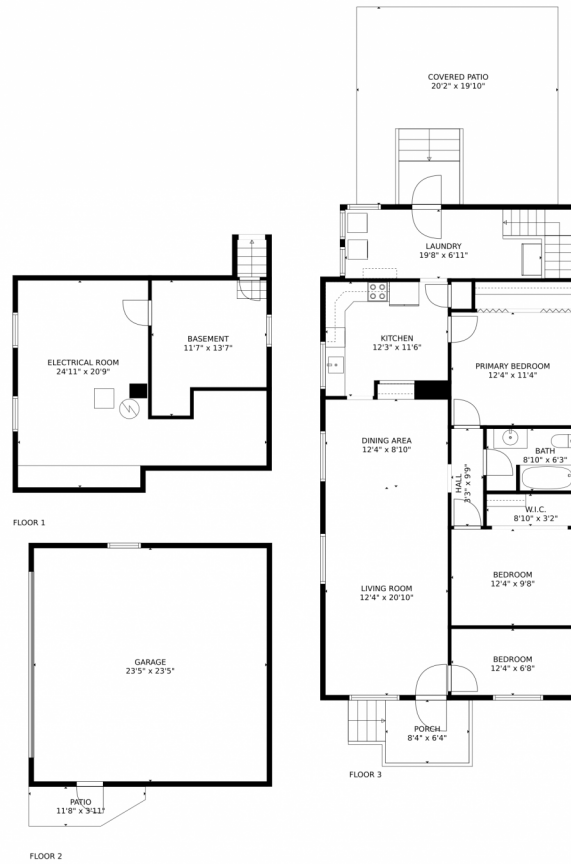 COVERED PATIO
20'2" x 19'10"
LAUNDRY
19'8" x 6'11"
KITCHEN
12'3" x 11'6"
PRIMARY BEDROOM
12'4" x 11'4"
DINING AREA
12'4" x 8'10"
HALL
3'3" x 9'9"
BATH
8'10" x 6'3"
W.I.C.
8'10" x 3'2"
BEDROOM
12'4" x 9'8"
LIVING ROOM
12'4" x 20'10"
BEDROOM
12'4" x 6'8"
PORCH
8'4" x 6'4"
FLOOR 3
BASEMENT
11'7" x 13'7"
ELECTRICAL ROOM
24'11" x 20'9"
FLOOR 1
GARAGE
23'5" x 23'5"
PATIO
11'8" x 3'11"
FLOOR 2